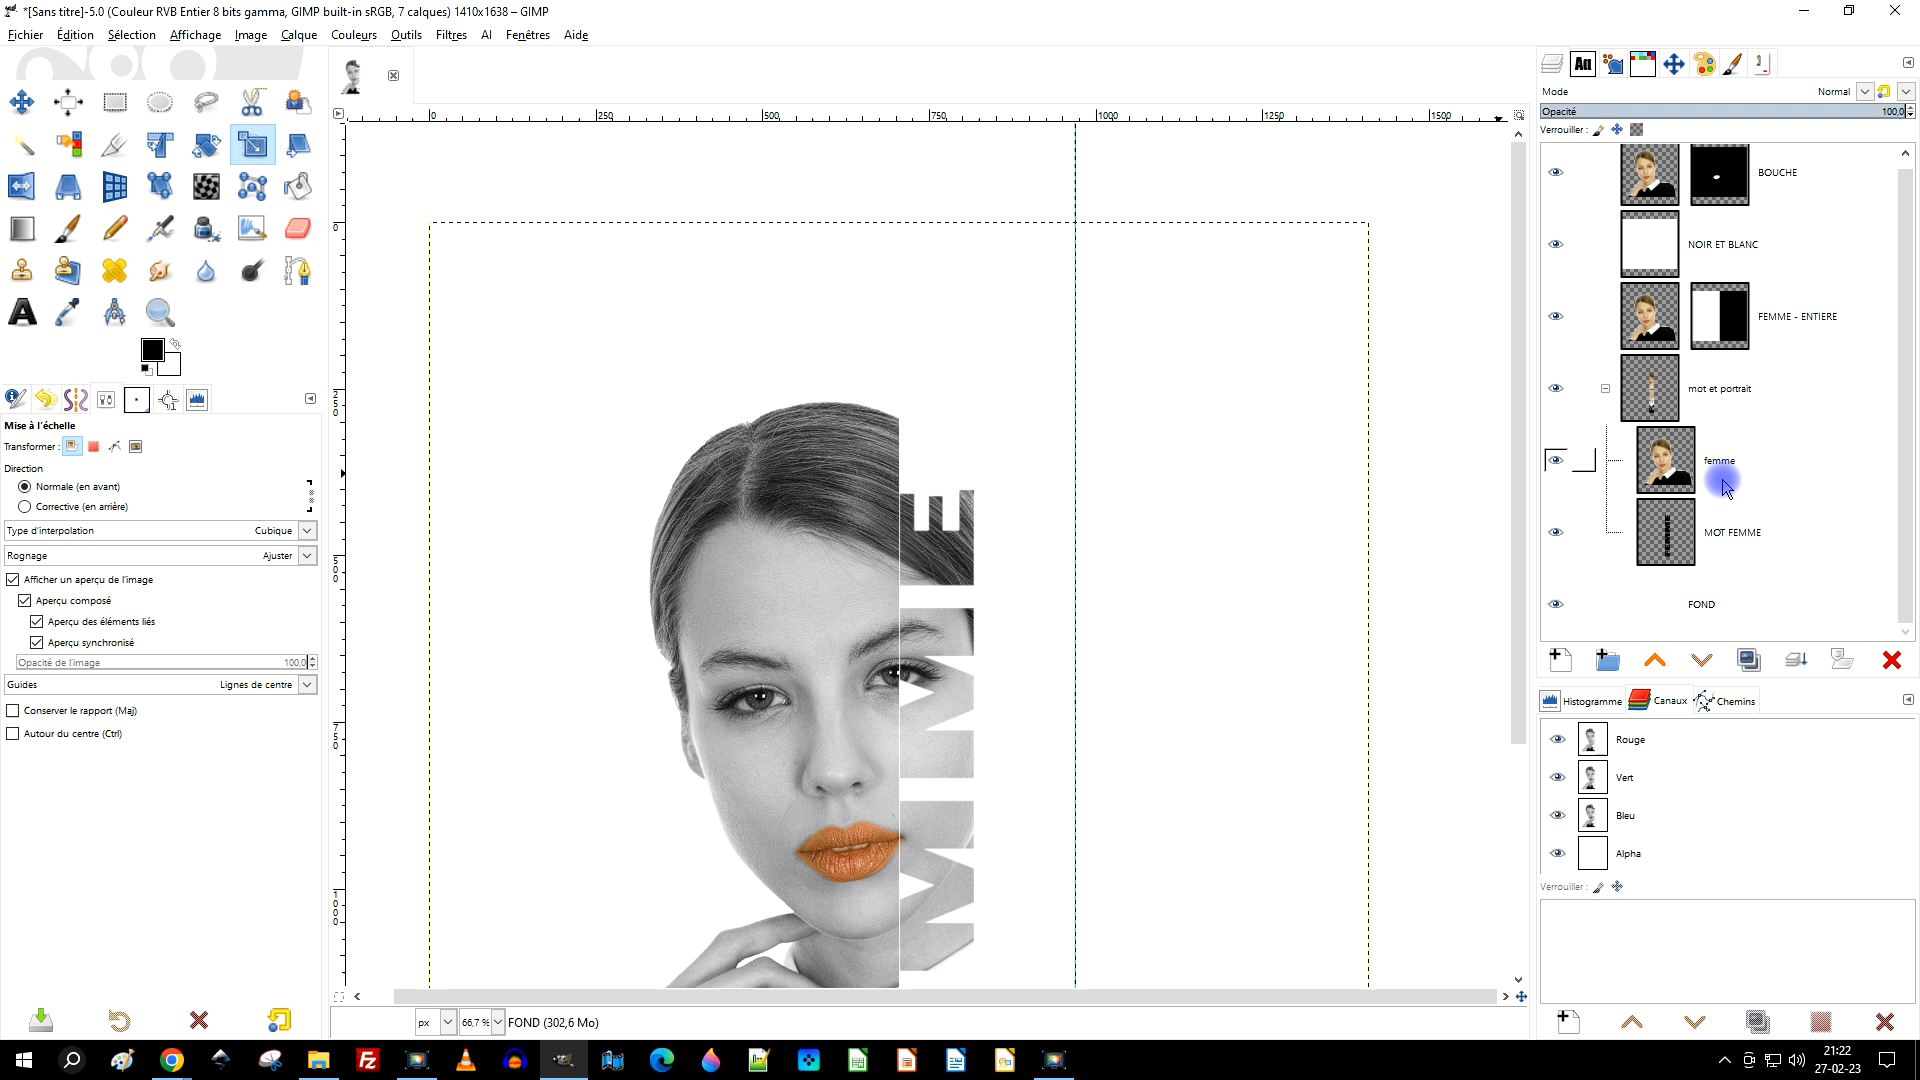 *[Sans titre]-5.0 (Couleur RVB Entier 8 bits gamma, GIMP built-in sRGB, 7 calques) 1410x1638 – GIMP
Fichier Édition Sélection Affichage Image Calque Couleurs Outils Filtres AI Fenêtres Aide
Mode Normal
Opacité 100,0
Verrouiller :
0 250 500 750 1000 1250 1500
0
250
500
750
1000
BOUCHE
NOIR ET BLANC
FEMME - ENTIERE
mot et portrait
femme
MOT FEMME
FOND
Mise à l'échelle
Transformer :
Direction
Normale (en avant)
Corrective (en arrière)
Type d'interpolation Cubique
Rognage Ajuster
Afficher un aperçu de l'image
Aperçu composé
Aperçu des éléments liés
Aperçu synchronisé
Opacité de l'image 100,0
Guides Lignes de centre
Conserver le rapport (Maj)
Autour du centre (Ctrl)
Histogramme Canaux Chemins
Rouge
Vert
Bleu
Alpha
Verrouiller :
px 66,7 % FOND (302,6 Mo)
21:22
27-02-23